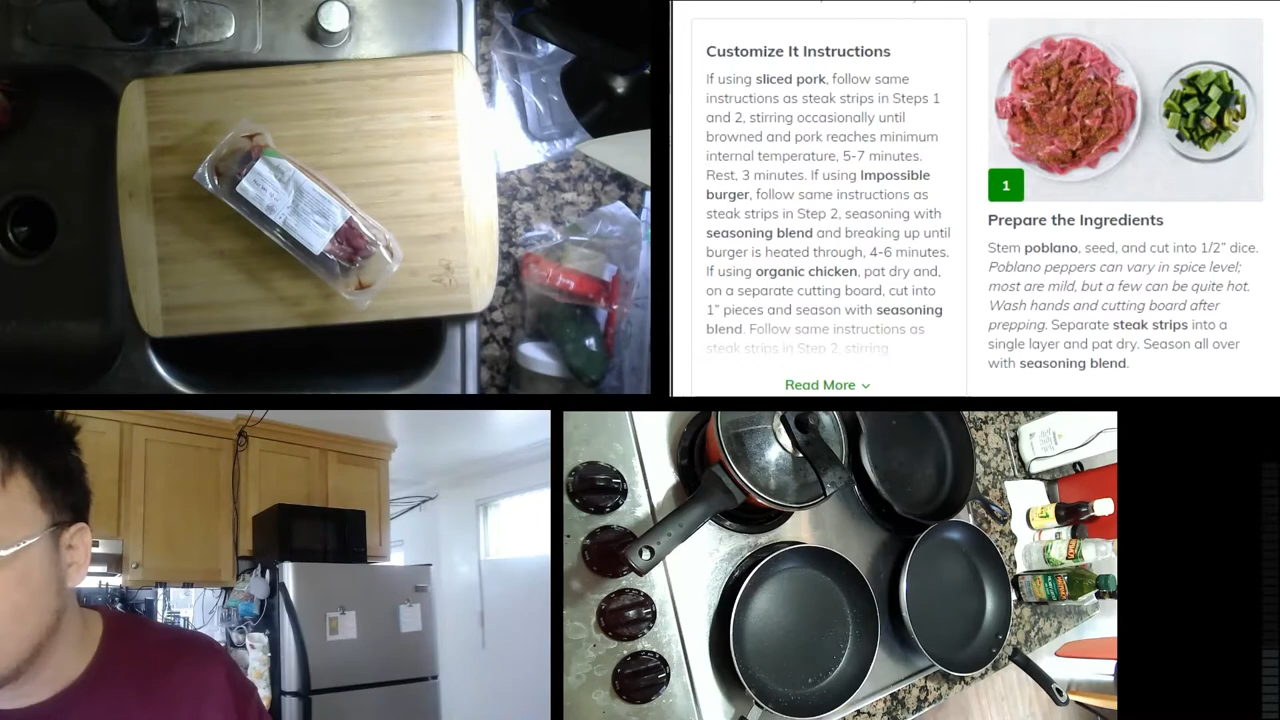 Customize It Instructions
If using sliced pork, follow same
instructions as steak strips in Steps 1
and 2, stirring occasionally until
browned and pork reaches minimum
internal temperature, 5-7 minutes.
Rest, 3 minutes. If using Impossible
burger, follow same instructions as
steak strips in Step 2, seasoning with
seasoning blend and breaking up until
burger is heated through, 4-6 minutes.
If using organic chicken, pat dry and,
on a separate cutting board, cut into
1" pieces and season with seasoning
blend. Follow same instructions as
steak strips in Step 2, stirring
Read More
1
Prepare the Ingredients
Stem poblano, seed, and cut into 1/2" dice.
Poblano peppers can vary in spice level;
most are mild, but a few can be quite hot.
Wash hands and cutting board after
prepping. Separate steak strips into a
single layer and pat dry. Season all over
with seasoning blend.